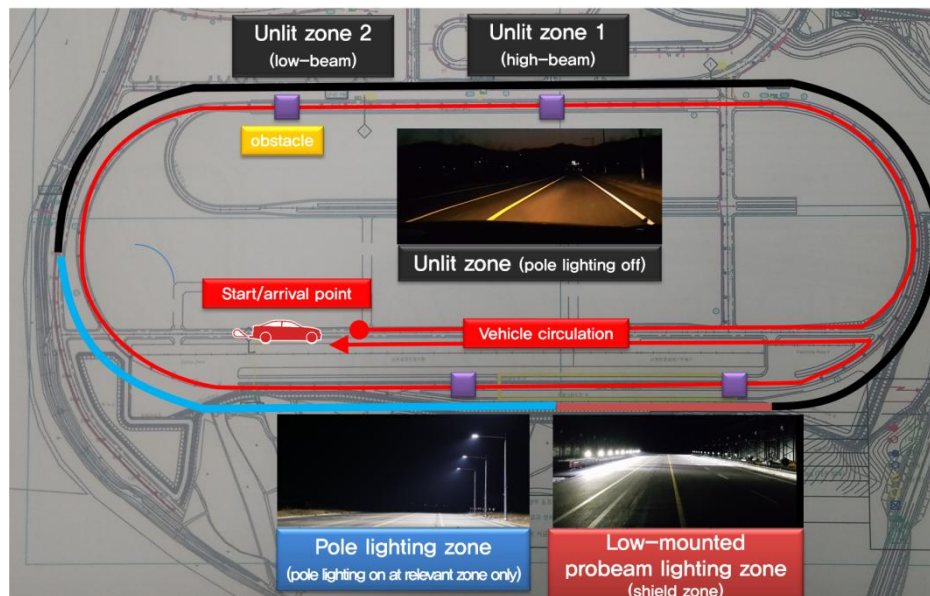 Unlit zone 2
(low-beam)
Unlit zone 1
(high-beam)
obstacle
Unlit zone (pole lighting off)
Start/arrival point
Vehicle circulation
Pole lighting zone
(pole lighting on at relevant zone only)
Low-mounted
probeam lighting zone
(shield zone)